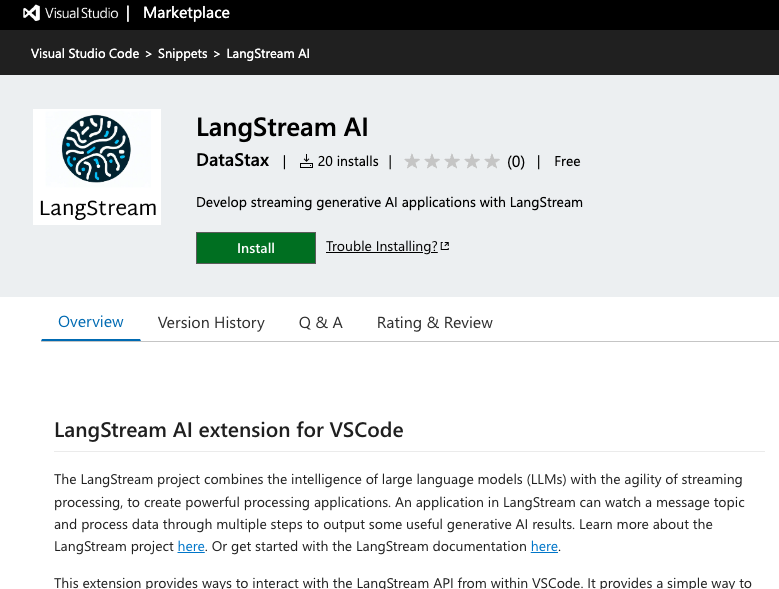 Visual Studio | Marketplace
Visual Studio Code > Snippets > LangStream AI
LangStream
LangStream AI
DataStax | 20 installs | (0) | Free
Develop streaming generative AI applications with LangStream
Install Trouble Installing?
Overview Version History Q & A Rating & Review
LangStream AI extension for VSCode
The LangStream project combines the intelligence of large language models (LLMs) with the agility of streaming
processing, to create powerful processing applications. An application in LangStream can watch a message topic
and process data through multiple steps to output some useful generative AI results. Learn more about the
LangStream project here. Or get started with the LangStream documentation here.
This extension provides ways to interact with the LangStream API from within VSCode. It provides a simple way to